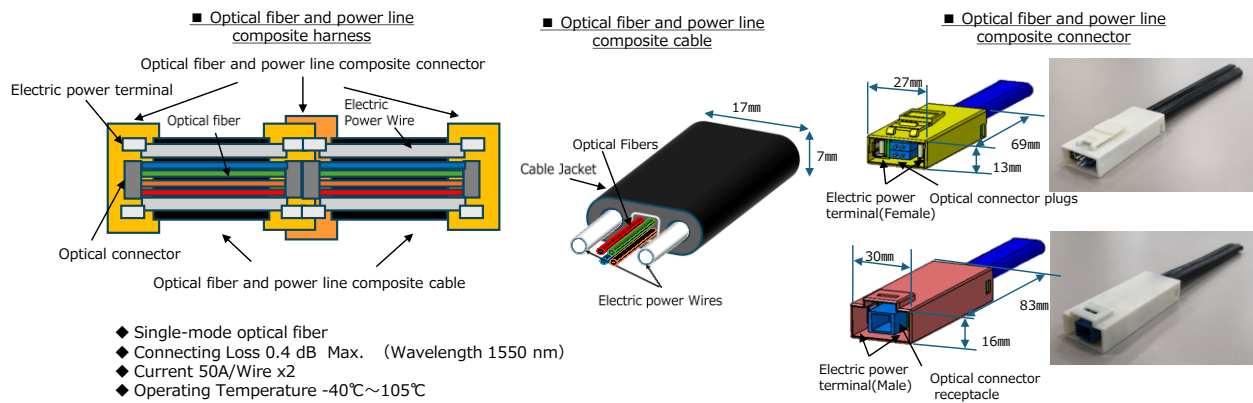 ■ Optical fiber and power line
composite harness
Optical fiber and power line composite connector
Electric power terminal
Optical fiber
Electric
Power Wire
Optical connector
Optical fiber and power line composite cable
◆ Single-mode optical fiber
◆ Connecting Loss 0.4 dB Max. （Wavelength 1550 nm）
◆ Current 50A/Wire x2
◆ Operating Temperature -40℃～105℃
■ Optical fiber and power line
composite cable
17㎜
7㎜
Optical Fibers
Cable Jacket
Electric power Wires
■ Optical fiber and power line
composite connector
27㎜
69㎜
13㎜
Electric power
terminal(Female)
Optical connector plugs
30㎜
83㎜
16㎜
Electric power
terminal(Male)
Optical connector
receptacle